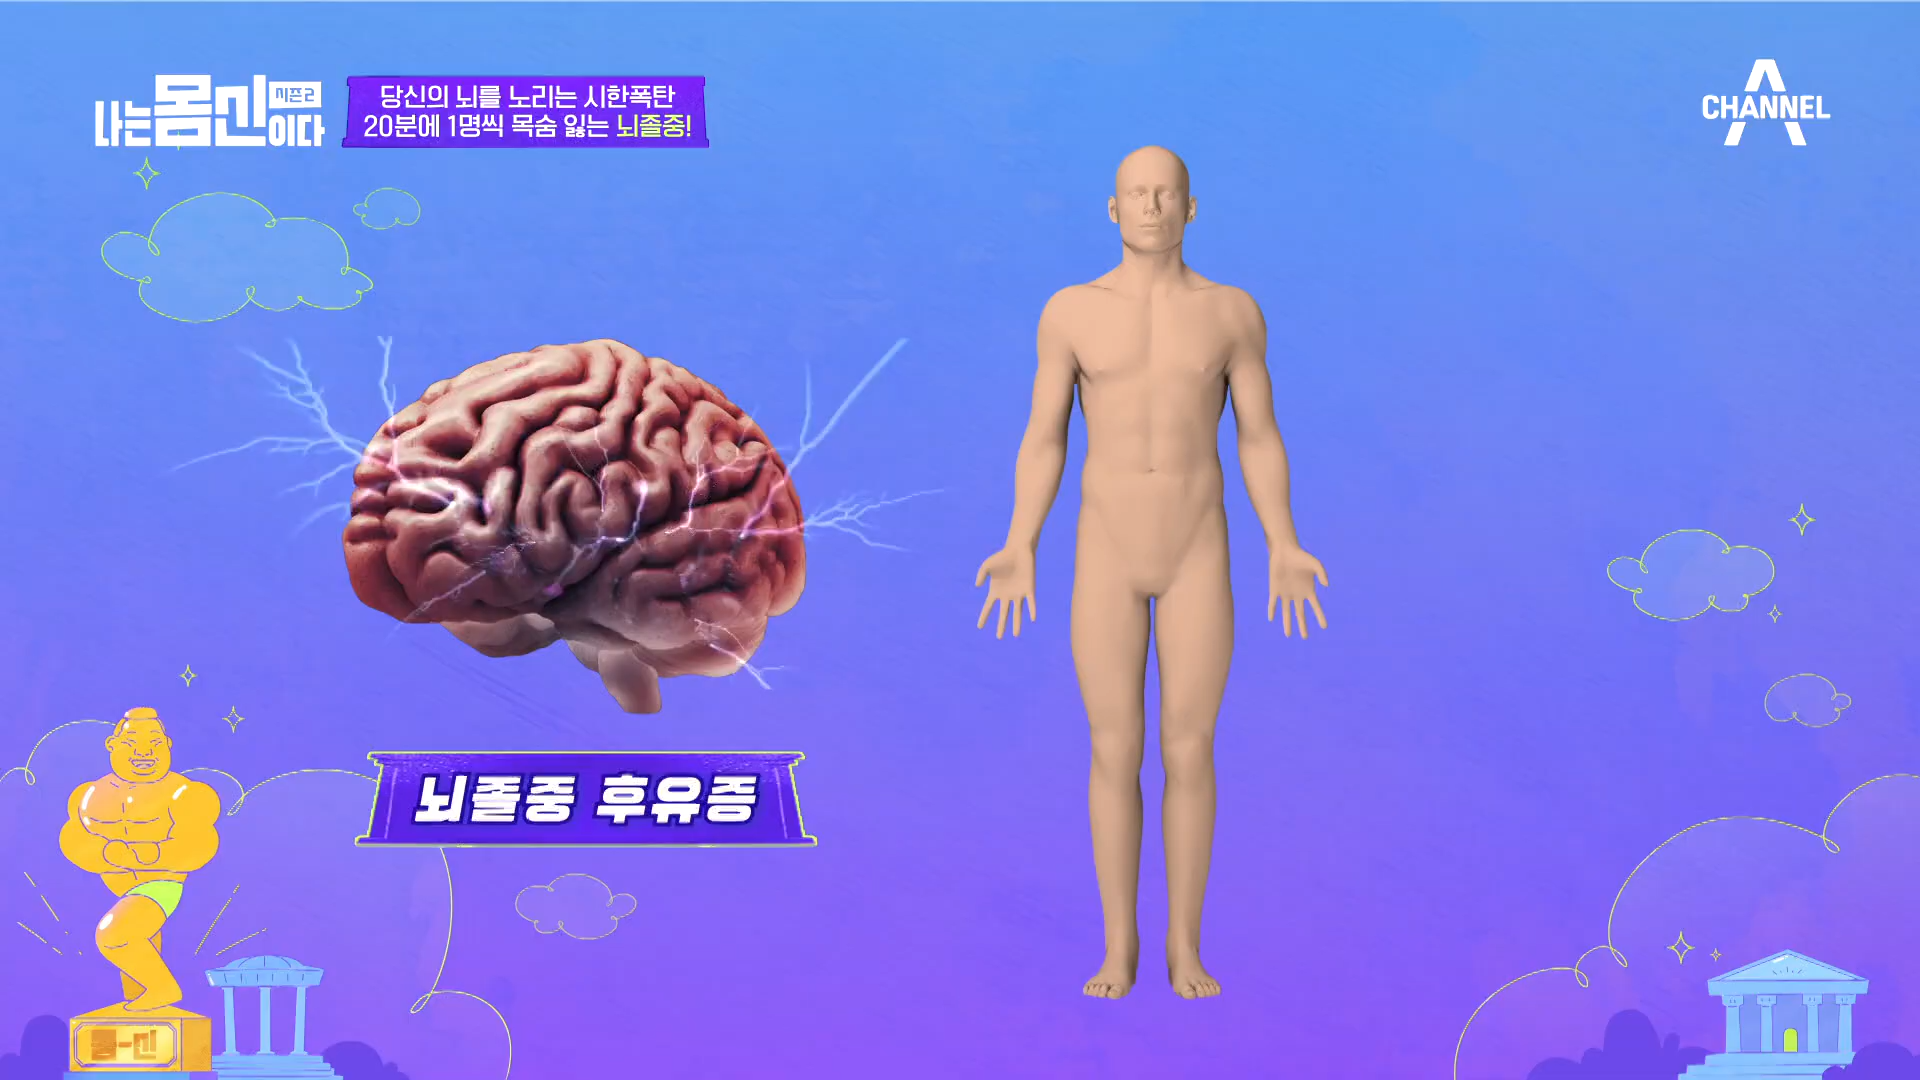 나는 몸신이다 시즌2
당신의 뇌를 노리는 시한폭탄
20분에 1명씩 목숨 잃는 뇌졸중!
CHANNEL A
뇌졸중 후유증
몸-신